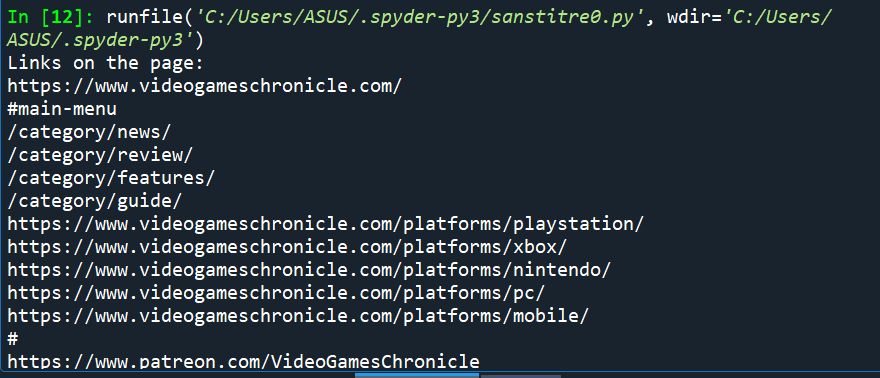 In [12]: runfile('C:/Users/ASUS/.spyder-py3/sanstitre0.py', wdir='C:/Users/
ASUS/.spyder-py3')
Links on the page:
https://www.videogameschronicle.com/
#main-menu
/category/news/
/category/review/
/category/features/
/category/guide/
https://www.videogameschronicle.com/platforms/playstation/
https://www.videogameschronicle.com/platforms/xbox/
https://www.videogameschronicle.com/platforms/nintendo/
https://www.videogameschronicle.com/platforms/pc/
https://www.videogameschronicle.com/platforms/mobile/
#
https://www.patreon.com/VideoGamesChronicle